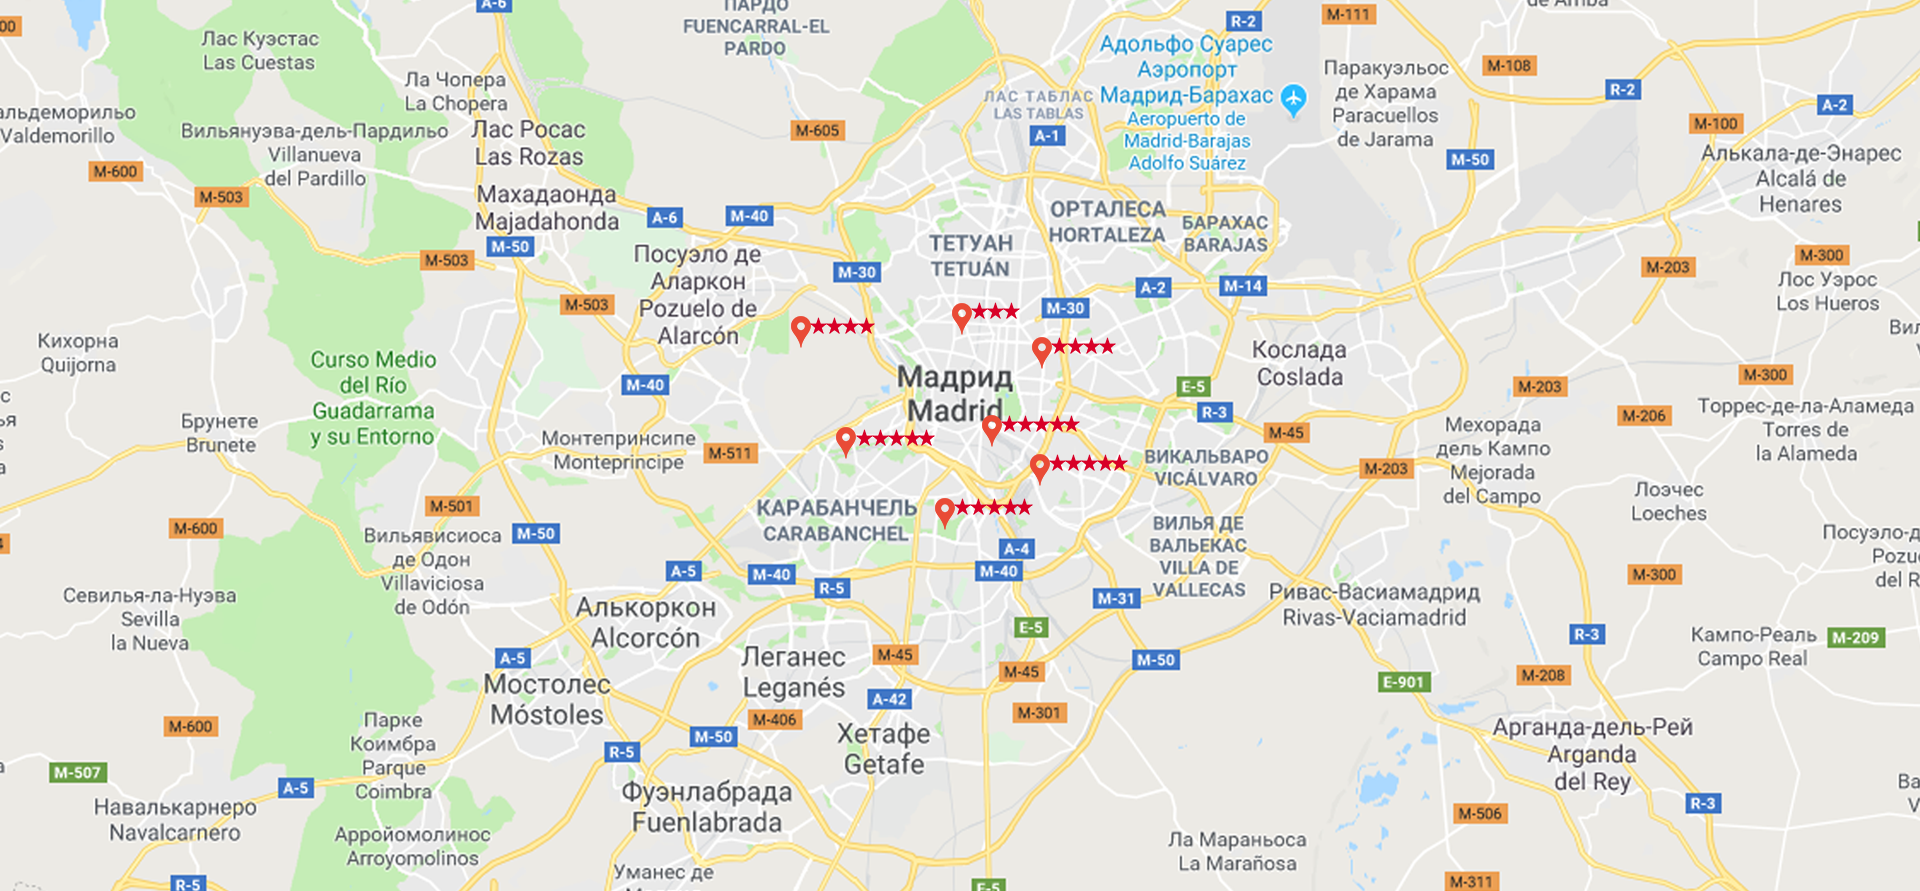 A-6
ПАРДО
FUENCARRAL-EL
PARDO
R-2
M-111
Лас Куэстас
Las Cuestas
Ла Чопера
La Chopera
Адольфо Суарес
Аэропорт
Мадрид-Барахас
Aeropuerto de
Madrid-Barajas
Adolfo Suárez
Паракуэльос
де Харама
Paracuellos
de Jarama
M-108
R-2
A-2
M-100
ЛАС ТАБЛАС
LAS TABLAS
A-1
M-605
Valdemorillo
Вильянуэва-дель-Пардильо
Villanueva
del Pardillo
Лас Росас
Las Rozas
M-50
Алькала-де-Энарес
Alcalá de
Henares
M-600
M-503
Махадаонда
Majadahonda
A-6
M-40
ОРТАЛЕСА
HORTALEZA
БАРАХАС
BARAJAS
M-50
M-503
Посуэло де
Аларкон
Pozuelo de
Alarcón
ТЕТУАН
TETUÁN
M-30
A-2
M-14
M-203
M-300
Лос Уэрос
Los Hueros
M-503
M-30
★★★
★★★★
★★★★
Кихорна
Quijorna
Curso Medio
del Río
Guadarrama
y su Entorno
M-40
Мадрид
Madrid
Кослада
Coslada
E-5
R-3
M-203
M-300
M-206
Торрес-де-ла-Аламеда
Torres de
la Alameda
Брунете
Brunete
Монтепринсипе
Monteprincipe
M-511
★★★★★
★★★★★
★★★★★
M-45
Мехорада
дель Кампо
Mejorada
del Campo
M-203
ВИКАЛЬВАРО
VICÁLVARO
M-501
Лоэчес
Loeches
M-600
Вильявисиоса
де Одон
Villaviciosa
de Odón
M-50
КАРАБАНЧЕЛЬ
CARABANCHEL
★★★★★
A-4
M-40
ВИЛЬЯ ДЕ
ВАЛЬЕКАС
VILLA DE
VALLECAS
A-5
M-40
R-5
M-300
Севилья-ла-Нуэва
Sevilla
la Nueva
Алькоркон
Alcorcón
M-31
Ривас-Васиамадрид
Rivas-Vaciamadrid
E-5
R-3
Кампо-Реаль
Campo Real
M-209
A-5
Леганес
Leganés
M-45
M-45
M-50
E-901
M-208
Мостолес
Móstoles
A-42
M-406
M-301
M-600
Парке
Коимбра
Parque
Coimbra
R-5
M-50
Хетафе
Getafe
Арганда-дель-Рей
Arganda
del Rey
M-507
A-5
Навалькарнеро
Navalcarnero
Фуэнлабрада
Fuenlabrada
R-3
M-506
Арройомолинос
Arroyomolinos
Ла Мараньоса
La Marañosa
Уманес де
R-5
E-5
M-311